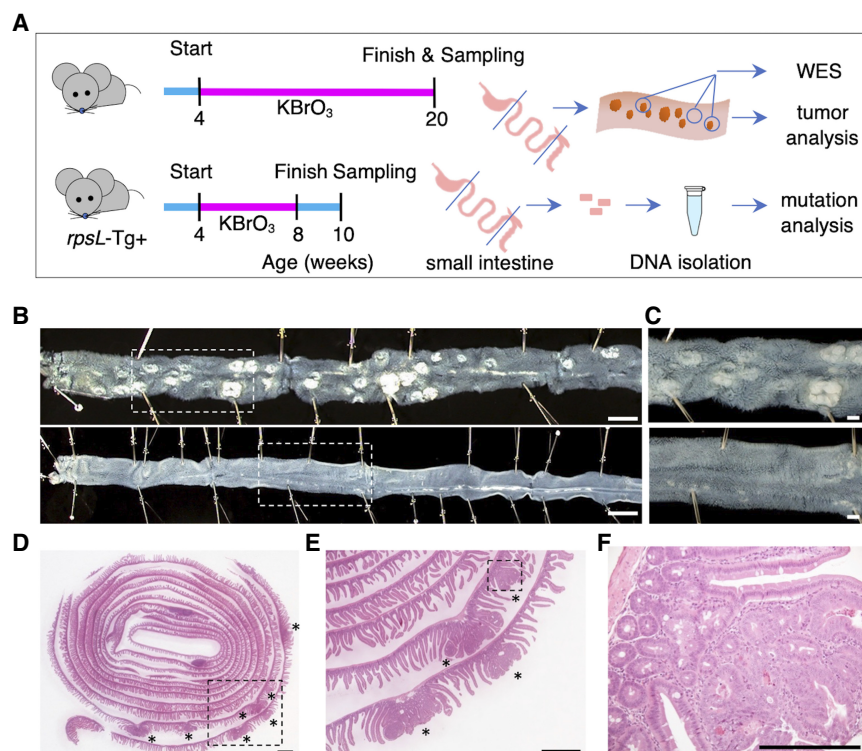 A
Start
Finish & Sampling
WES
KBrO₃
4
20
tumor
analysis
Start
Finish Sampling
KBrO₃
mutation
analysis
4
8
10
rpsL-Tg+
Age (weeks)
small intestine
DNA isolation
B
C
D
E
F
*
*
*
*
*
*
*
*
*
*